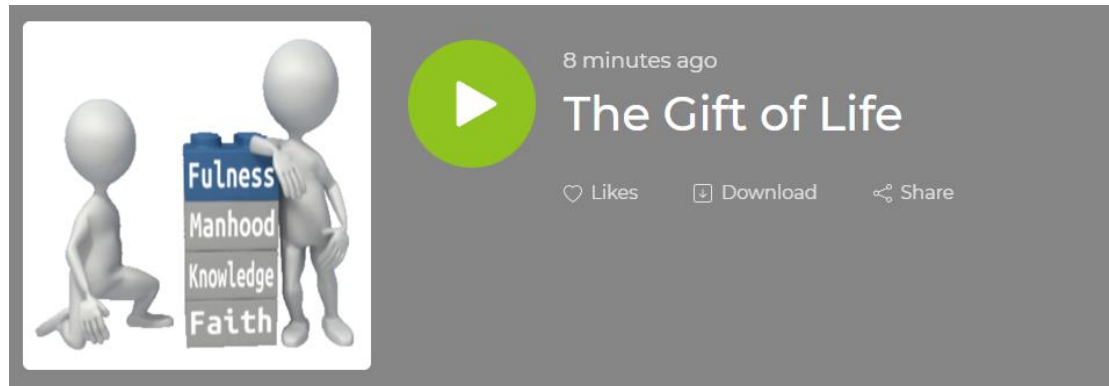 Fulness
Manhood
Knowledge
Faith
8 minutes ago
The Gift of Life
Likes
Download
Share